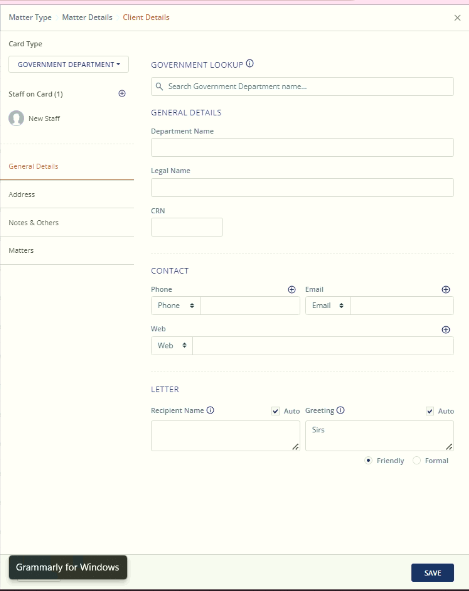 Matter Type Matter Details Client Details
Card Type
GOVERNMENT DEPARTMENT
Staff on Card (1)
New Staff
General Details
Address
Notes & Others
Matters
GOVERNMENT LOOKUP
Search Government Department name...
GENERAL DETAILS
Department Name
Legal Name
CRN
CONTACT
Phone Email
Phone Email
Web
Web
LETTER
Recipient Name Auto Greeting Auto
Sirs
Friendly Formal
Grammarly for Windows
SAVE